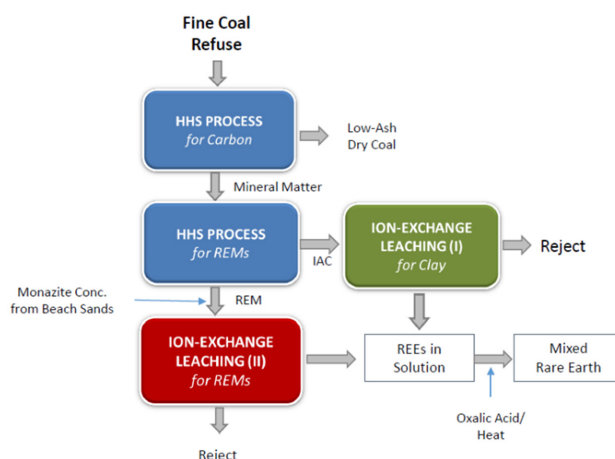 Fine Coal
Refuse
HHS PROCESS
for Carbon
Low-Ash
Dry Coal
Mineral Matter
HHS PROCESS
for REMs
IAC
ION-EXCHANGE
LEACHING (I)
for Clay
Reject
Monazite Conc.
from Beach Sands
REM
ION-EXCHANGE
LEACHING (II)
for REMs
REEs in
Solution
Mixed
Rare Earth
Oxalic Acid/
Heat
Reject